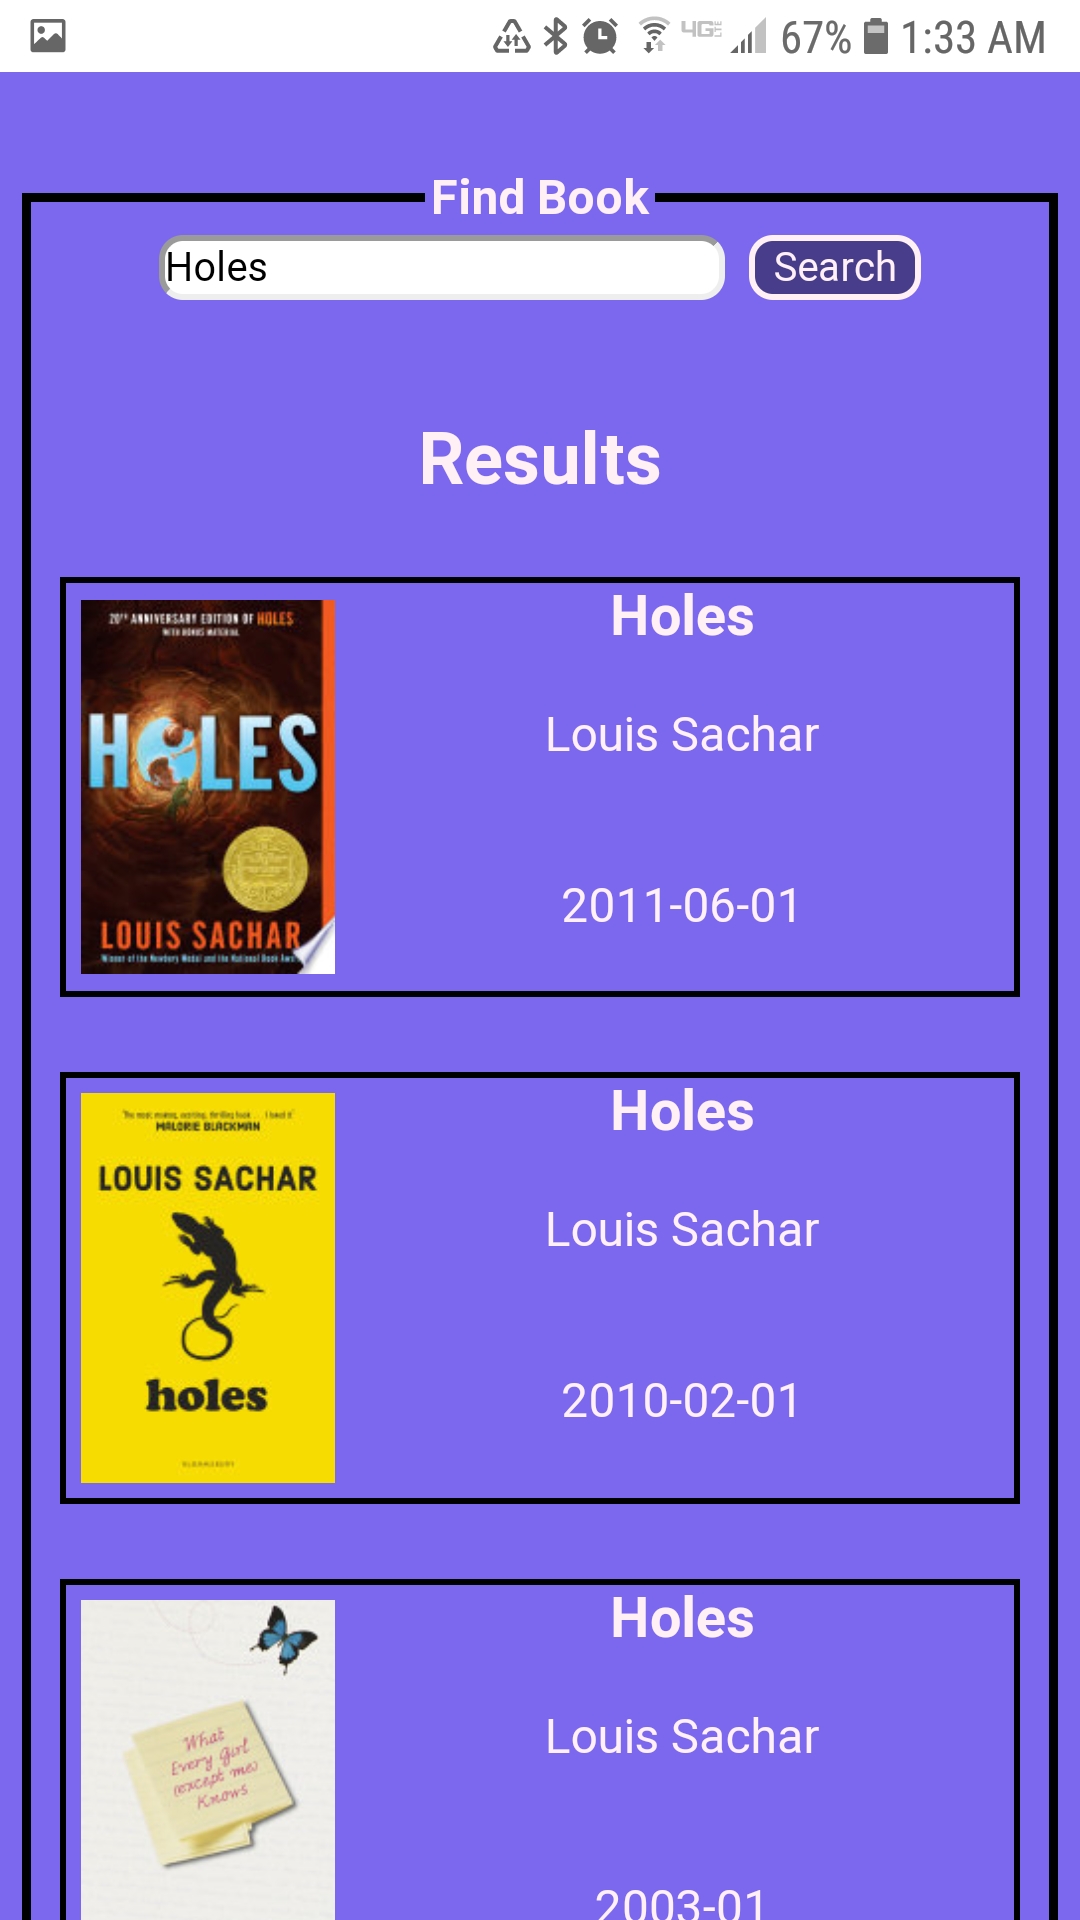 4G LTE 67% 1:33 AM
Find Book
Holes Search
Results
20TH ANNIVERSARY EDITION OF HOLES
WITH BONUS MATERIAL
HOLES
LOUIS SACHAR
Winner of the Newbery Medal and the National Book
Holes
Louis Sachar
2011-06-01
MALORIE BLACKMAN
LOUIS SACHAR
holes
BLOOMSBURY
Holes
Louis Sachar
2010-02-01
What
Every Girl
(except me)
Knows
Holes
Louis Sachar
2003-01